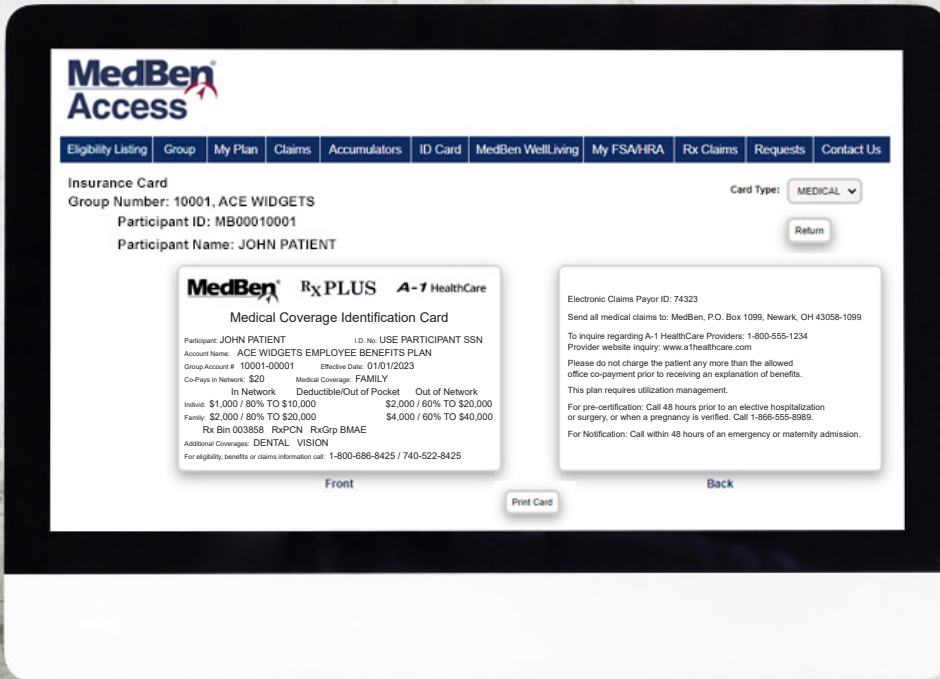 MedBen
Access
Eligibility Listing Group My Plan Claims Accumulators ID Card MedBen WellLiving My FSA/HRA Rx Claims Requests Contact Us
Insurance Card
Group Number: 10001, ACE WIDGETS
Participant ID: MB00010001
Participant Name: JOHN PATIENT
Card Type: MEDICAL
Return
MedBen RxPLUS A-1 HealthCare
Medical Coverage Identification Card
Participant: JOHN PATIENT I.D. No: USE PARTICIPANT SSN
Account Name: ACE WIDGETS EMPLOYEE BENEFITS PLAN
Group Account # 10001-00001 Effective Date: 01/01/2023
Co-Pays in Network: $20 Medical Coverage: FAMILY
In Network Deductible/Out of Pocket Out of Network
Individ: $1,000 / 80% TO $10,000 $2,000 / 60% TO $20,000
Family: $2,000 / 80% TO $20,000 $4,000 / 60% TO $40,000
Rx Bin 003858 RxPCN RxGrp BMAE
Additional Coverages: DENTAL VISION
For eligibility, benefits or claims information call: 1-800-686-8425 / 740-522-8425
Front
Electronic Claims Payor ID: 74323
Send all medical claims to: MedBen, P.O. Box 1099, Newark, OH 43058-1099
To inquire regarding A-1 HealthCare Providers: 1-800-555-1234
Provider website inquiry: www.a1healthcare.com
Please do not charge the patient any more than the allowed
office co-payment prior to receiving an explanation of benefits.
This plan requires utilization management.
For pre-certification: Call 48 hours prior to an elective hospitalization
or surgery, or when a pregnancy is verified. Call 1-866-555-8989.
For Notification: Call within 48 hours of an emergency or maternity admission.
Back
Print Card